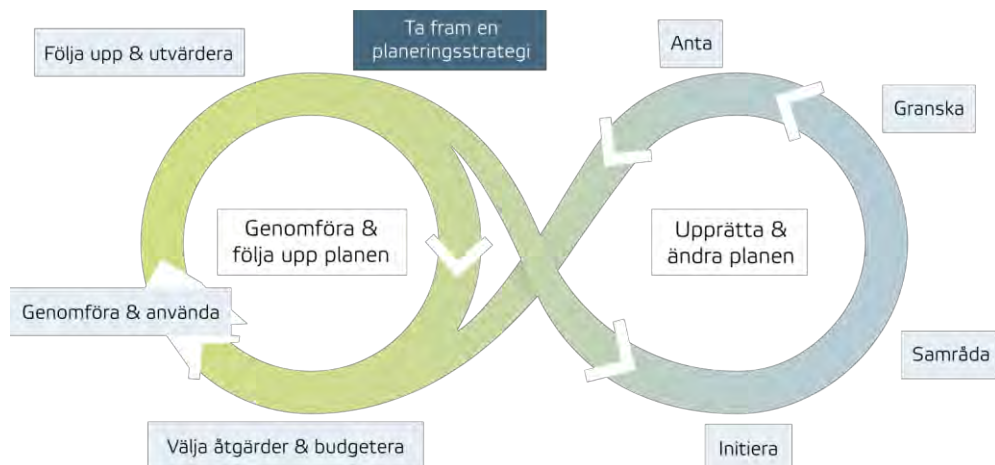 Ta fram en
planeringsstrategi
Följa upp & utvärdera
Anta
Granska
Genomföra &
följa upp planen
Upprätta &
ändra planen
Genomföra & använda
Samråda
Välja åtgärder & budgetera
Initiera